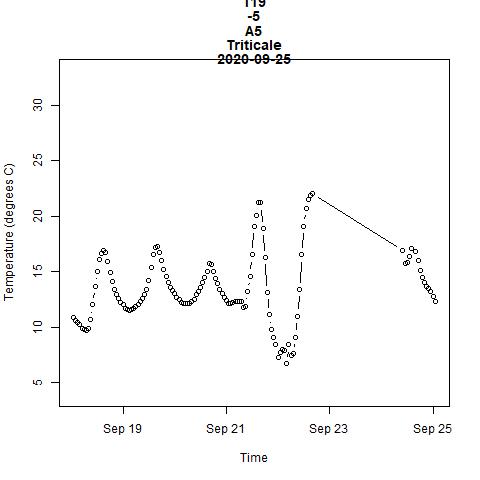 T19
-5
A5
Triticale
2020-09-25
Temperature (degrees C)
30
25
20
15
10
5
Sep 19
Sep 21
Sep 23
Sep 25
Time